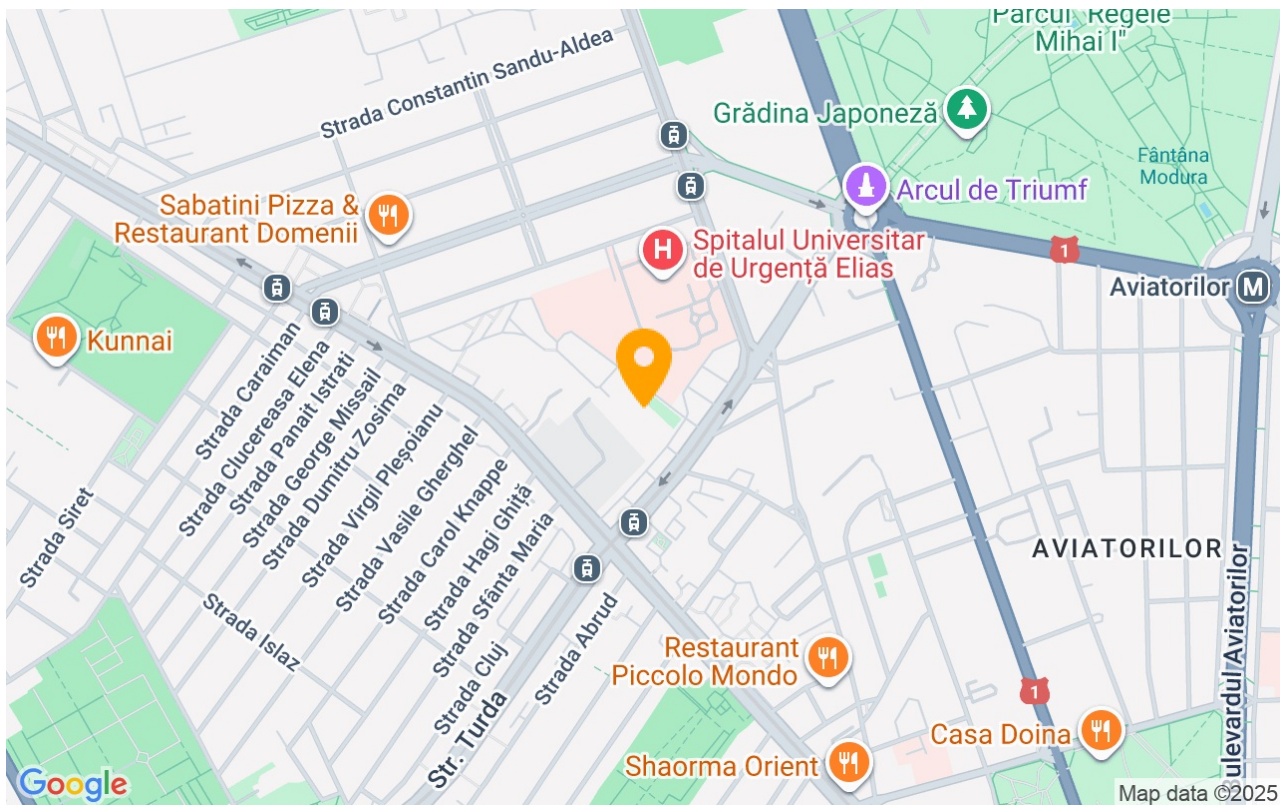 Parcul "Regele
Mihai I"
Strada Constantin Sandu-Aldea
Grădina Japoneză
Fântâna
Modura
Arcul de Triumf
Sabatini Pizza &
Restaurant Domenii
H
Spitalul Universitar
de Urgență Elias
1
Aviatorilor
M
Kunnai
Strada Caraiman
Strada Clucereasa Elena
Strada Panait Istrati
Strada George Missail
Strada Dumitru Zosima
Strada Virgil Pleșoianu
Strada Vasile Gherghel
Strada Carol Knappe
Strada Hagi Ghiță
Strada Sfânta Maria
Strada Cluj
Str. Turda
Strada Abrud
Strada Siret
Strada Islaz
AVIATORILOR
Bulevardul Aviatorilor
Restaurant
Piccolo Mondo
1
Casa Doina
Shaorma Orient
Google
Map data ©2025